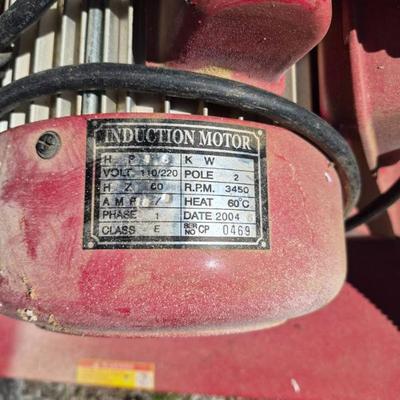 INDUCTION MOTOR
H P K W
VOLT 110/220 POLE 2
H Z 60 R.P.M. 3450
A M P HEAT 60°C
PHASE 1 DATE 2004
CLASS E SER NO CP 0469